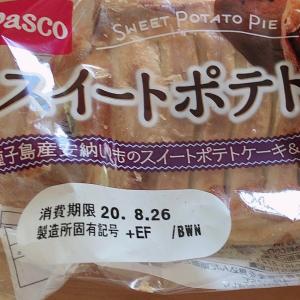 Pasco
SWEET POTATO PIE
スイートポテト
子島産安納いものスイートポテトケーキ&
消費期限 20. 8.26
製造所固有記号 +EF /BWN